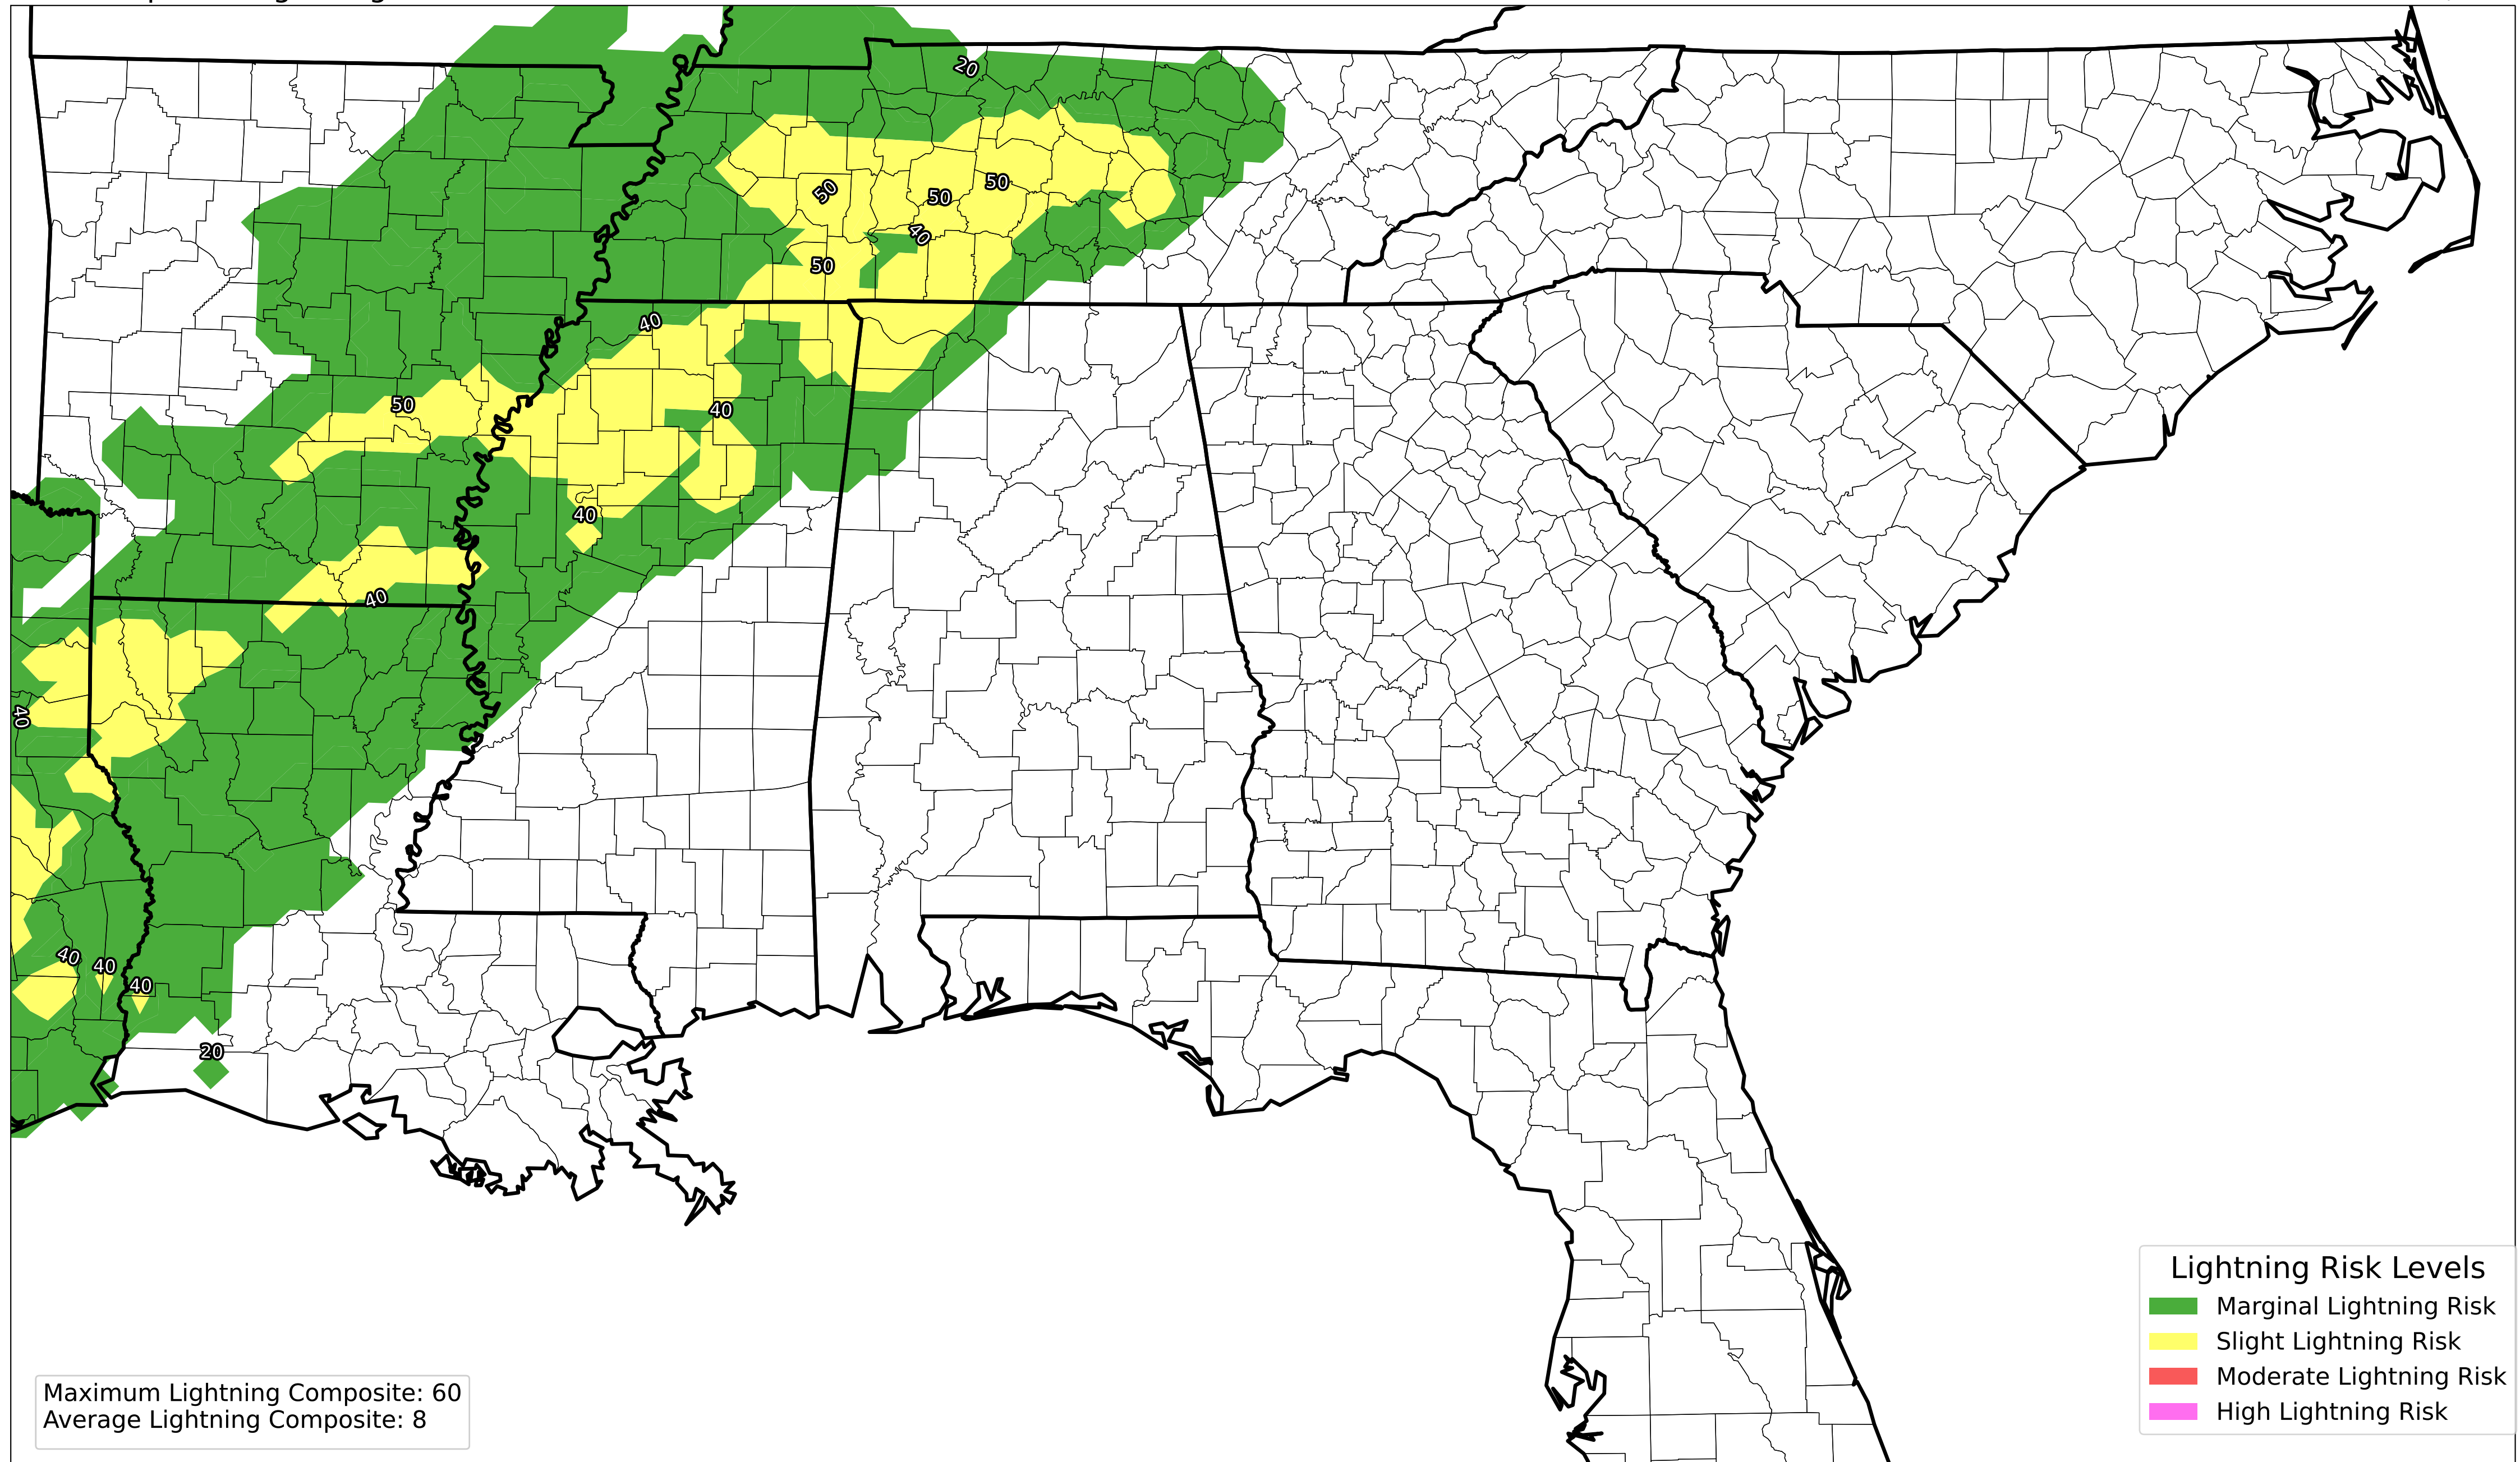 20
50
50
50
40
50
40
50
40
40
40
40
40
40
40
20
Lightning Risk Levels
Marginal Lightning Risk
Slight Lightning Risk
Moderate Lightning Risk
High Lightning Risk
Maximum Lightning Composite: 60
Average Lightning Composite: 8